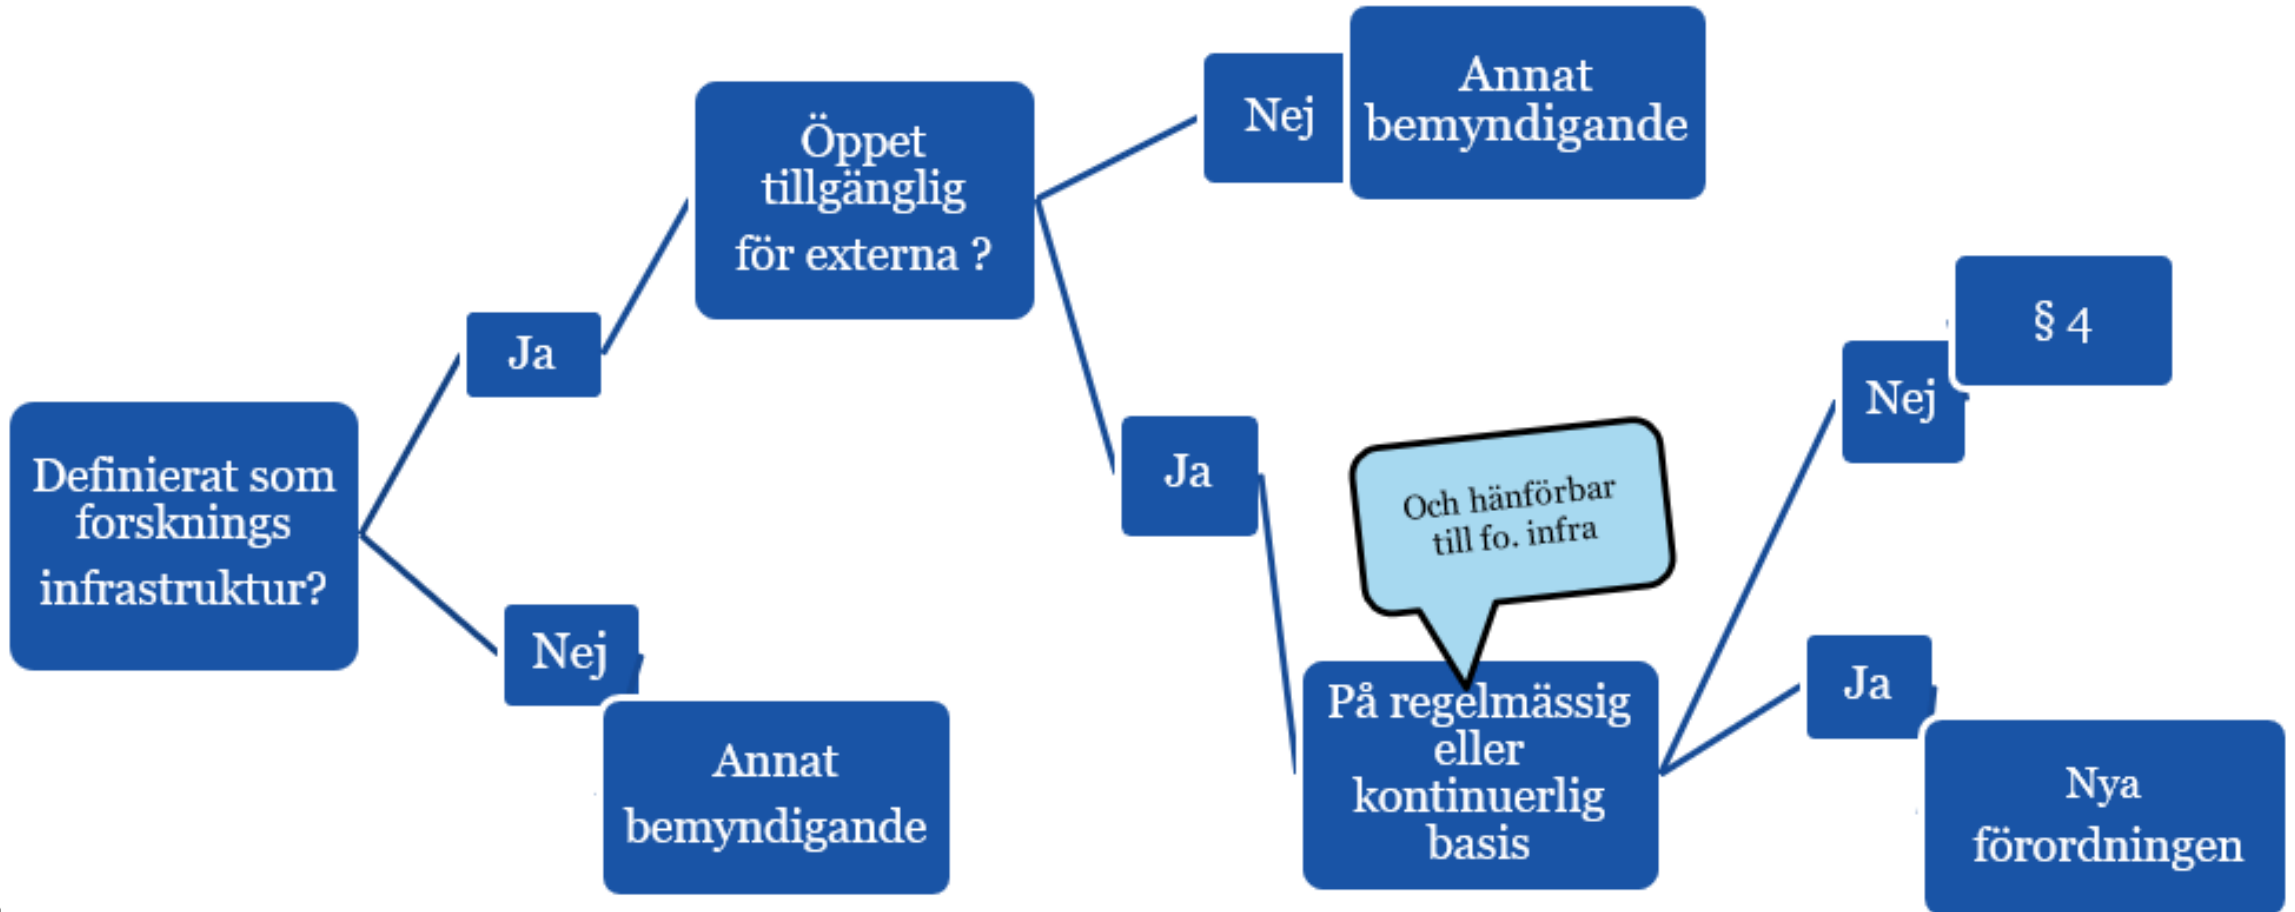 Definierat som
forsknings
infrastruktur?
Ja
Nej
Annat
bemyndigande
Öppet
tillgänglig
för externa ?
Nej
Annat
bemyndigande
Ja
Och hänförbar
till fo. infra
På regelmässig
eller
kontinuerlig
basis
Nej
§ 4
Ja
Nya
förordningen